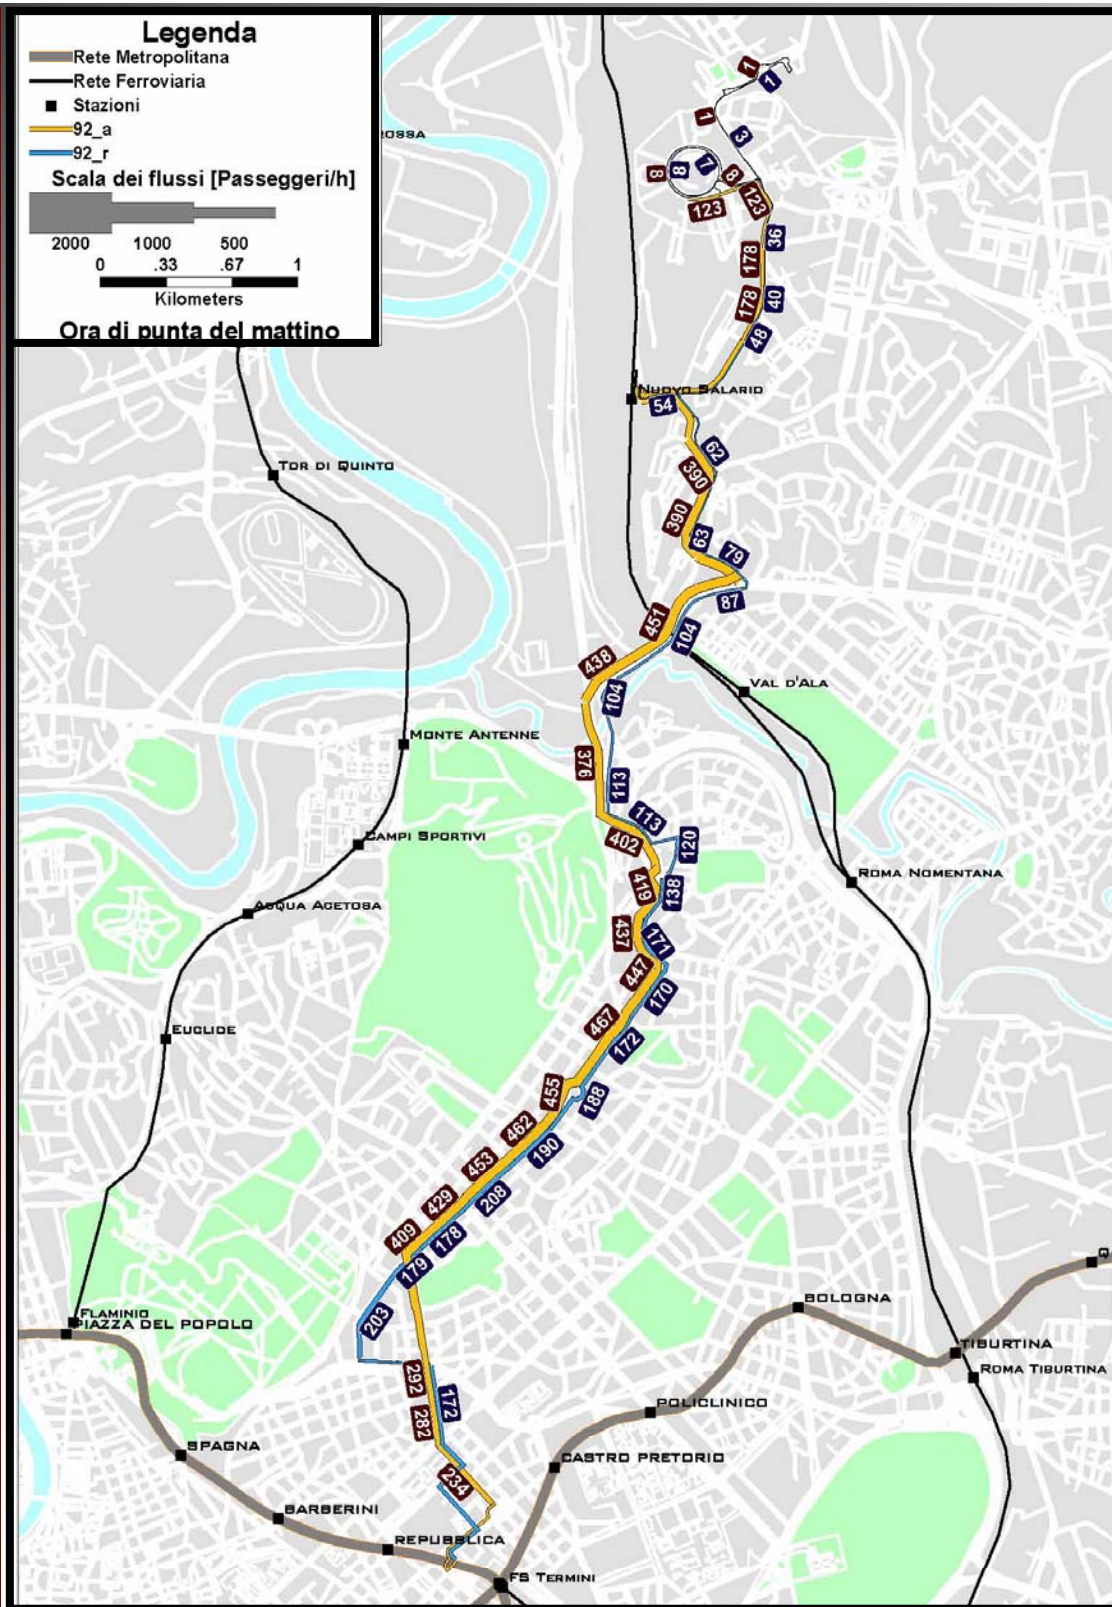 Legenda
Rete Metropolitana
Rete Ferroviaria
Stazioni
92_a
92_r
Scala dei flussi [Passeggeri/h]
2000 1000 500
0 .33 .67 1
Kilometers
Ora di punta del mattino
OSSA
1
1
1
3
8
8
7
8
123
123
36
178
178
40
48
NUOVO SALARIO
54
62
390
390
63
79
87
TOR DI QUINTO
451
104
438
104
VAL D'ALA
MONTE ANTENNE
376
113
113
402
120
CAMPI SPORTIVI
ROMA NOMENTANA
419
138
ACQUA ACETOSA
437
171
447
170
EUCLIDE
467
172
455
188
462
190
453
208
429
178
409
179
203
BOLOGNA
FLAMINIO
PIAZZA DEL POPOLO
TIBURTINA
ROMA TIBURTINA
292
172
282
POLICLINICO
SPAGNA
CASTRO PRETORIO
234
BARBERINI
REPUBBLICA
FS TERMINI